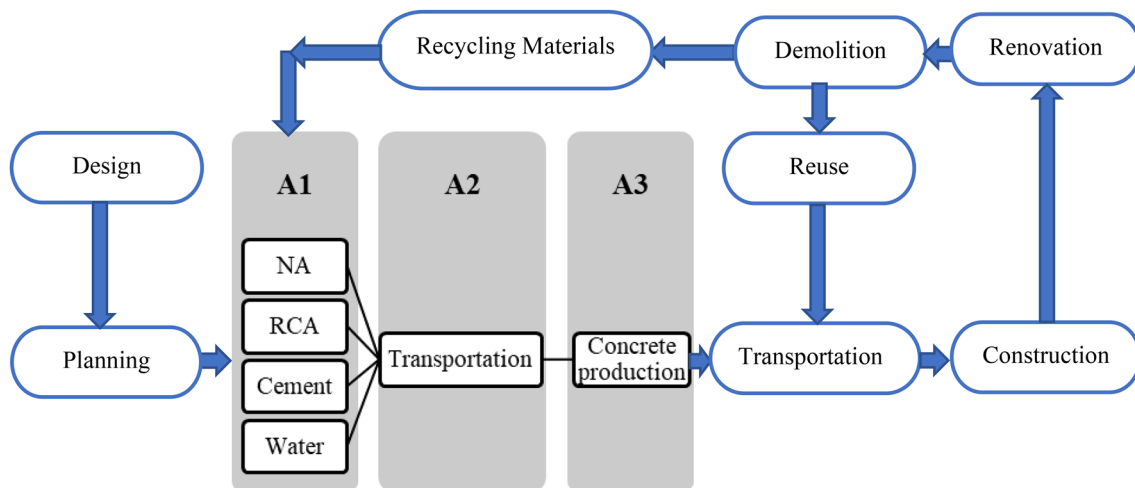 Recycling Materials
Demolition
Renovation
Design
A1
A2
A3
Reuse
NA
RCA
Planning
Cement
Water
Transportation
Concrete
production
Transportation
Construction